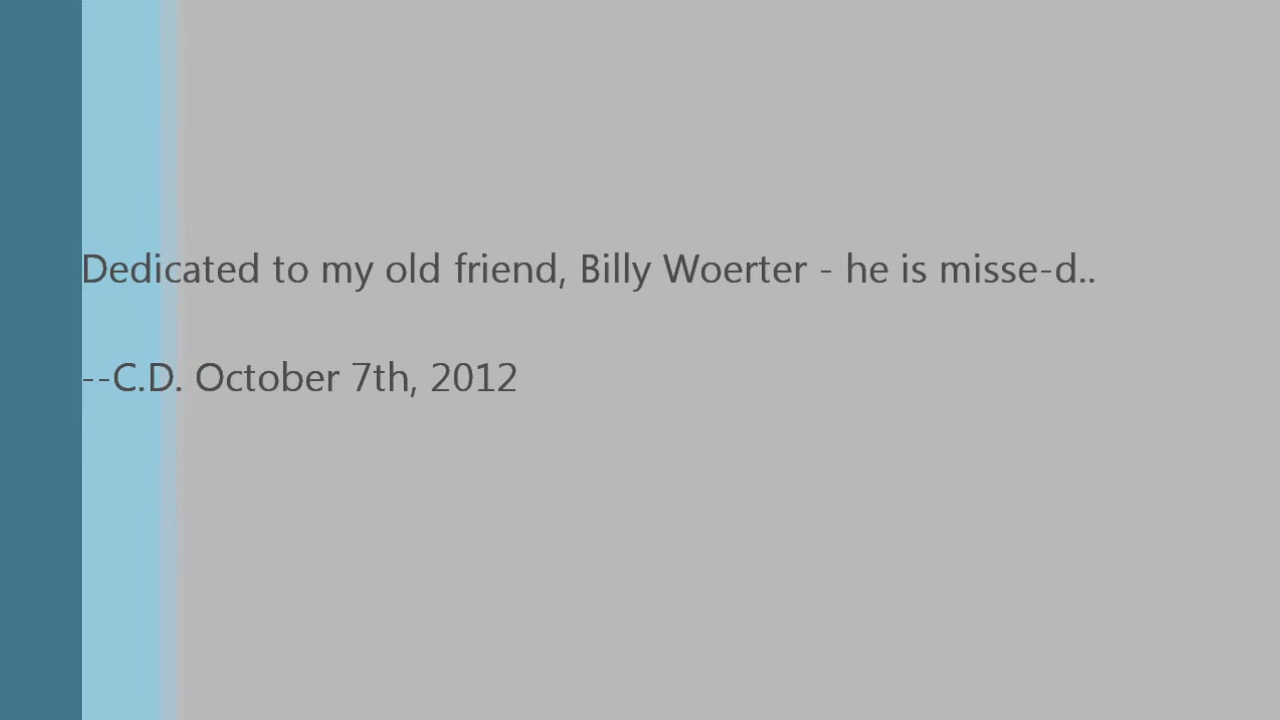 Dedicated to my old friend, Billy Woerter - he is misse-d..
--C.D. October 7th, 2012